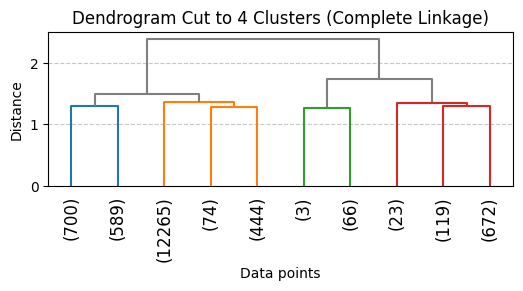 Dendrogram Cut to 4 Clusters (Complete Linkage)
Distance
2
1
0
(700) (589) (12265) (74) (444) (3) (66) (23) (119) (672)
Data points